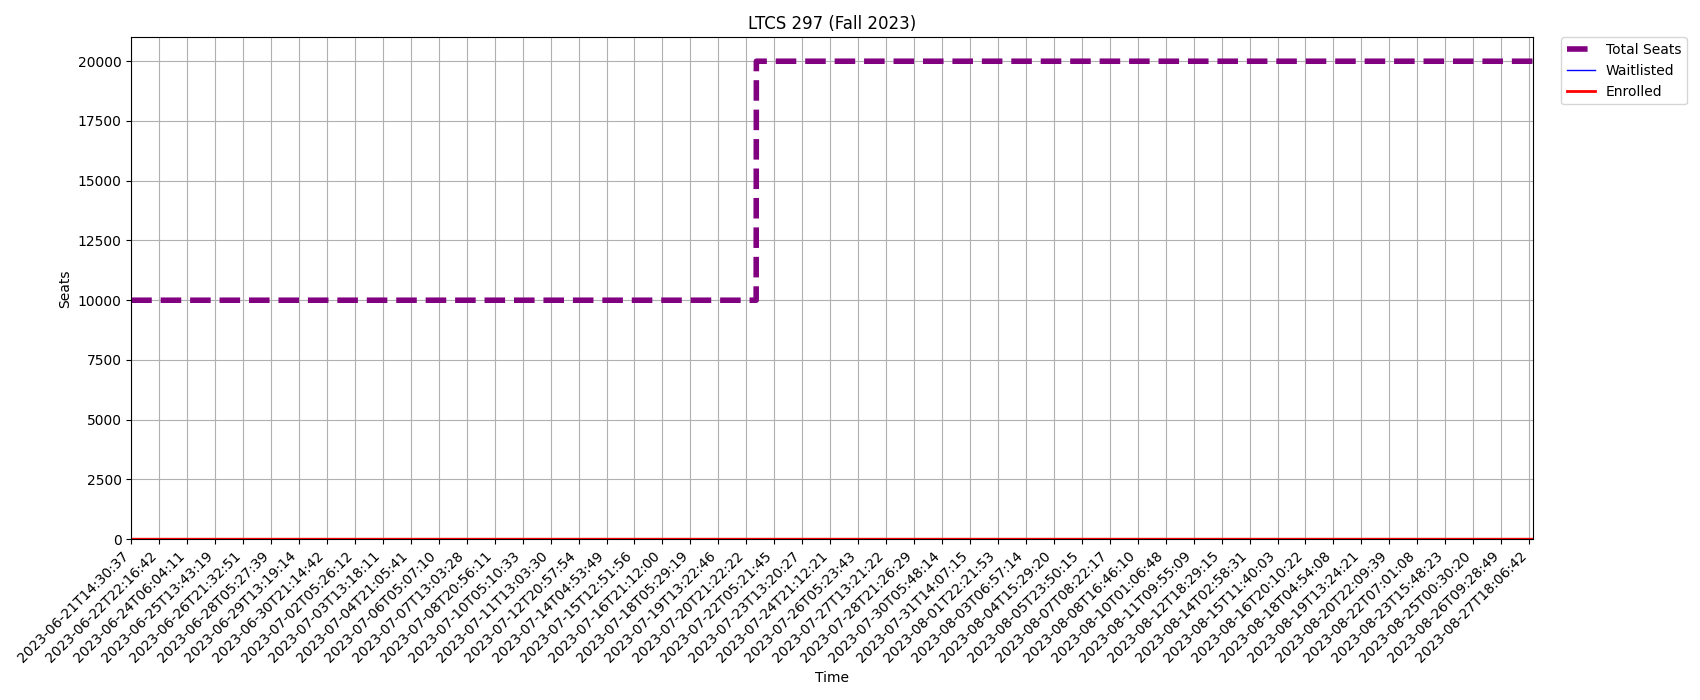 LTCS 297 (Fall 2023)
Total Seats
Waitlisted
Enrolled
20000
17500
15000
12500
10000
7500
5000
2500
0
Seats
2023-06-21T14:30:37
2023-06-22T22:16:42
2023-06-24T06:04:11
2023-06-25T13:43:19
2023-06-26T21:32:51
2023-06-28T05:27:39
2023-06-29T13:19:14
2023-06-30T21:14:42
2023-07-02T05:26:12
2023-07-03T13:18:11
2023-07-04T21:05:41
2023-07-06T05:07:10
2023-07-07T13:03:28
2023-07-08T20:56:11
2023-07-10T05:10:33
2023-07-11T13:03:30
2023-07-12T20:57:54
2023-07-14T04:53:49
2023-07-15T12:51:56
2023-07-16T21:12:00
2023-07-18T05:29:19
2023-07-19T13:22:46
2023-07-20T21:22:22
2023-07-22T05:21:45
2023-07-23T13:20:27
2023-07-24T21:12:21
2023-07-26T05:23:43
2023-07-27T13:21:22
2023-07-28T21:26:29
2023-07-30T05:48:14
2023-07-31T14:07:15
2023-08-01T22:21:53
2023-08-03T06:57:14
2023-08-04T15:29:20
2023-08-05T23:50:15
2023-08-07T08:22:17
2023-08-08T16:46:10
2023-08-10T01:06:48
2023-08-11T09:55:09
2023-08-12T18:29:15
2023-08-14T02:58:31
2023-08-15T11:40:03
2023-08-16T20:10:22
2023-08-18T04:54:08
2023-08-19T13:24:21
2023-08-20T22:09:39
2023-08-22T07:01:08
2023-08-23T15:48:23
2023-08-25T00:30:20
2023-08-26T09:28:49
2023-08-27T18:06:42
Time